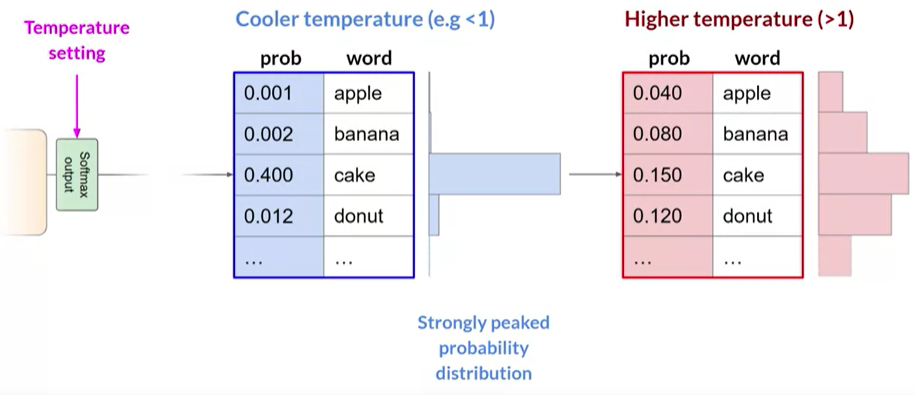 Temperature
setting
Softmax
output
Cooler temperature (e.g <1)
prob word
0.001 apple
0.002 banana
0.400 cake
0.012 donut
... ...
Strongly peaked
probability
distribution
Higher temperature (>1)
prob word
0.040 apple
0.080 banana
0.150 cake
0.120 donut
... ...